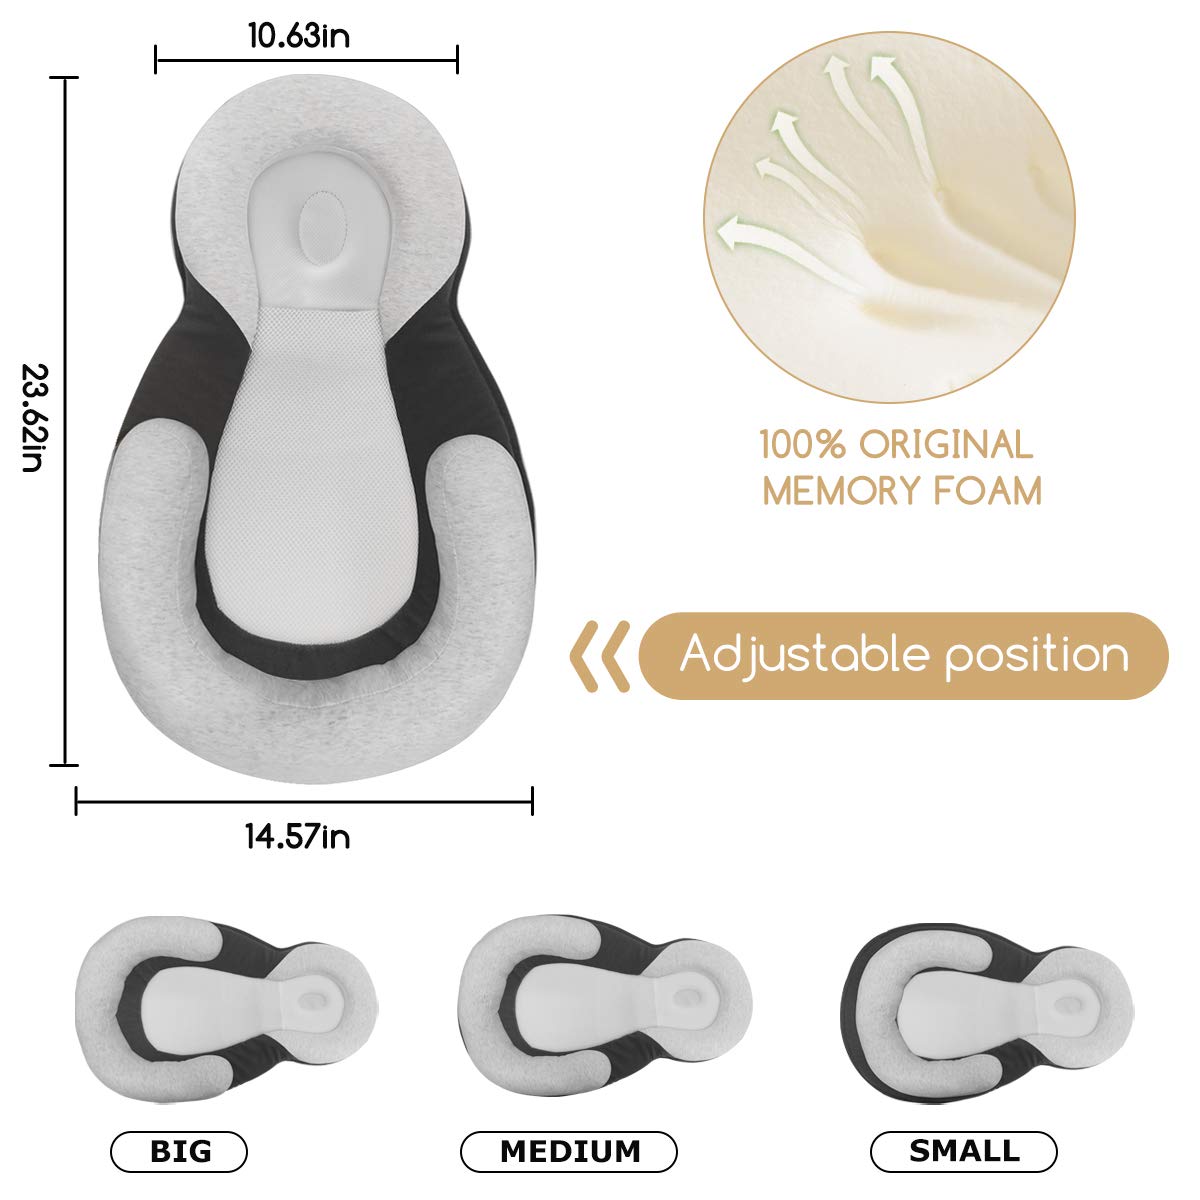 10.63in
23.62in
14.57in
100% ORIGINAL
MEMORY FOAM
Adjustable position
BIG
MEDIUM
SMALL